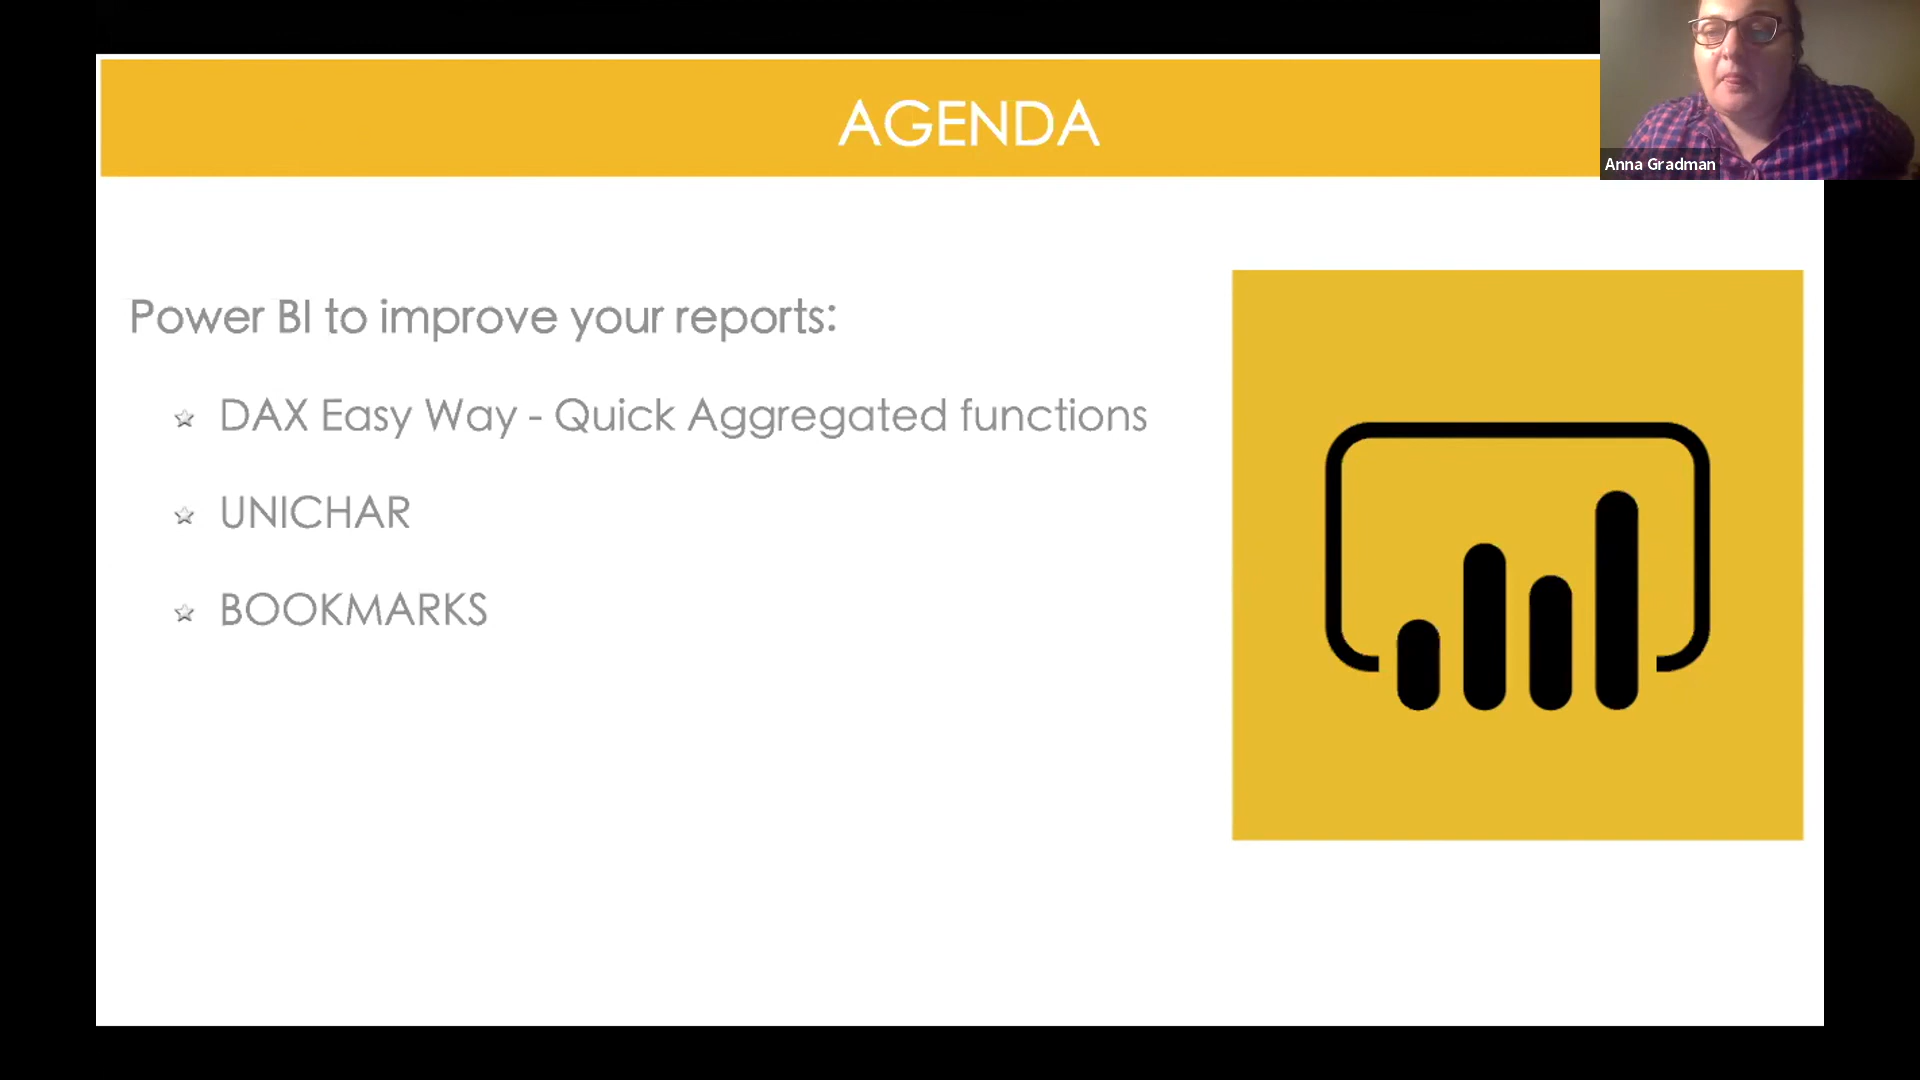 AGENDA
Anna Gradman
Power BI to improve your reports:
DAX Easy Way - Quick Aggregated functions
UNICHAR
BOOKMARKS